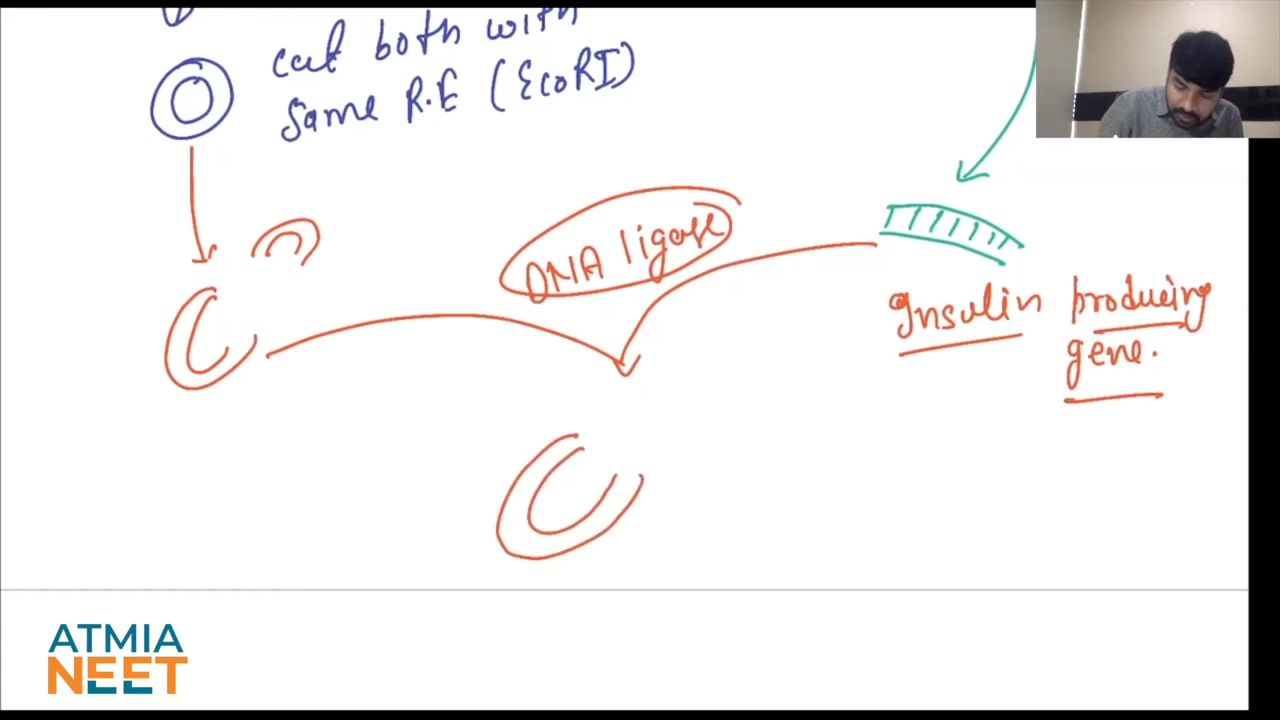 cut both with
same R.E (EcoRI)
DNA ligase
Insulin producing
gene.
ATMIA
NEET